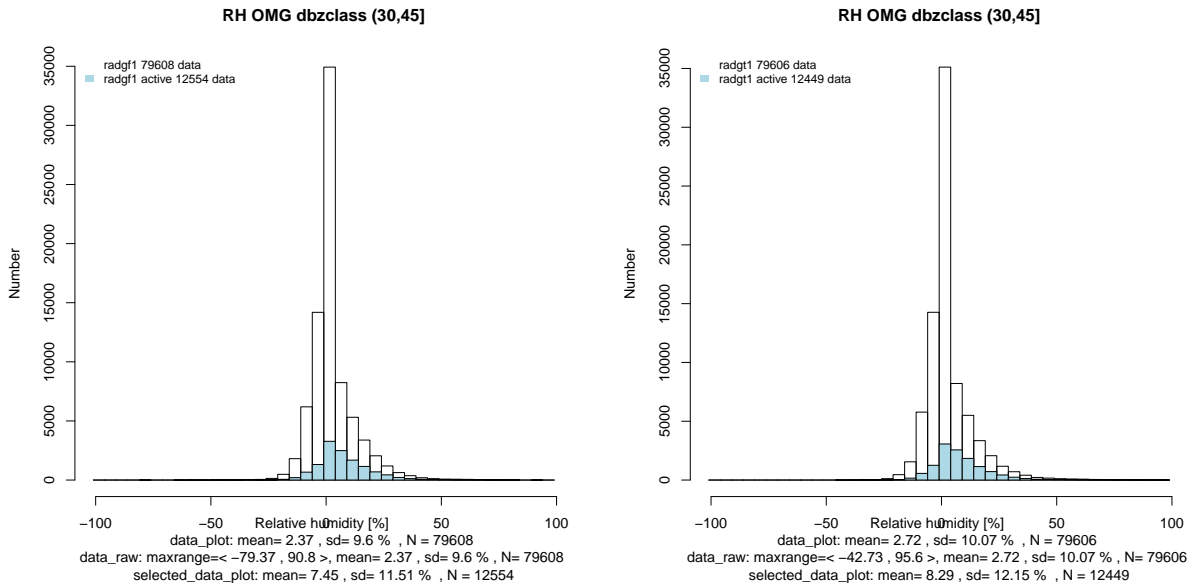 RH OMG dbzclass (30,45]
radgf1 79608 data
radgf1 active 12554 data
Number
0
5000
10000
15000
20000
25000
30000
35000
−100
−50
0
50
100
Relative humidity [%]
data_plot: mean= 2.37 , sd= 9.6 % , N = 79608
data_raw: maxrange=< −79.37 , 90.8 >, mean= 2.37 , sd= 9.6 % , N= 79608
selected_data_plot: mean= 7.45 , sd= 11.51 % , N = 12554
RH OMG dbzclass (30,45]
radgt1 79606 data
radgt1 active 12449 data
Number
0
5000
10000
15000
20000
25000
30000
35000
−100
−50
0
50
100
Relative humidity [%]
data_plot: mean= 2.72 , sd= 10.07 % , N = 79606
data_raw: maxrange=< −42.73 , 95.6 >, mean= 2.72 , sd= 10.07 % , N= 79606
selected_data_plot: mean= 8.29 , sd= 12.15 % , N = 12449